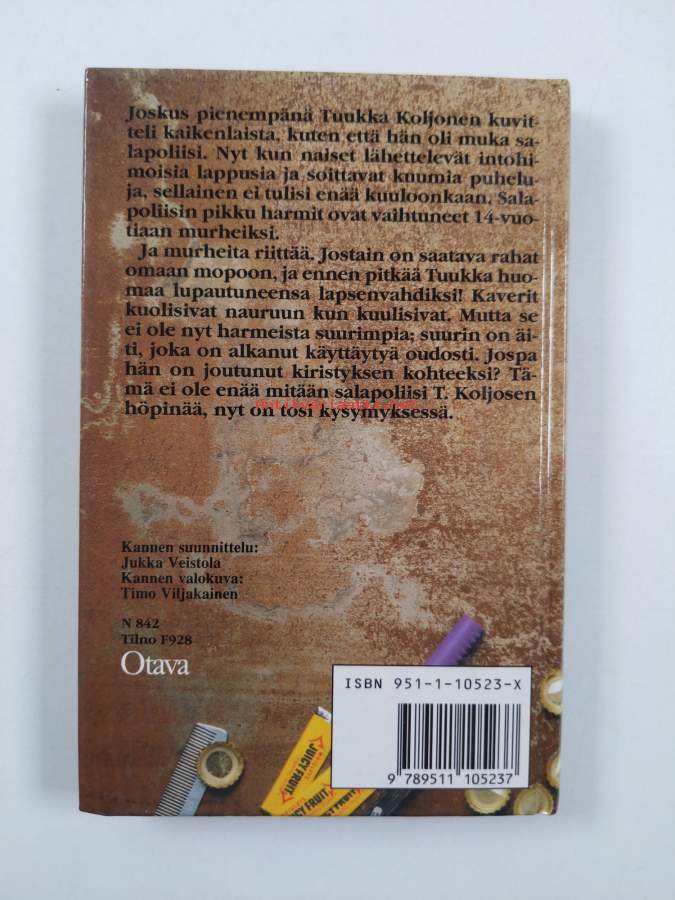 Joskus pienempänä Tuukka Koljonen kuvit-
teli kaikenlaista, kuten että hän oli muka sa-
lapoliisi. Nyt kun naiset lähettelevät intohi-
moisia lappusia ja soittavat kuumia puhelu-
ja, sellainen ei tulisi enää kuuloonkaan. Sala-
poliisin pikku harmit ovat vaihtuneet 14-vuo-
tiaan murheiksi.
Ja murheita riittää. Jostain on saatava rahat
omaan mopoon, ja ennen pitkää Tuukka huo-
maa lupautuneensa lapsenvahdiksi! Kaverit
kuolisivat nauruun kun kuulisivat. Mutta se
ei ole nyt harmeista suurimpia; suurin on äi-
ti, joka on alkanut käyttäytyä oudosti. Jospa
hän on joutunut kiristyksen kohteeksi? Tä-
mä ei ole enää mitään salapoliisi T. Koljosen
höpinää, nyt on tosi kysymyksessä.
Kannen suunnittelu:
Jukka Veistola
Kannen valokuva:
Timo Viljakainen
N 842
Tilno F928
Otava
ISBN 951-1-10523-X
9 789511 105237
JUICY FRUIT
JUICY FRUIT
FRUIT